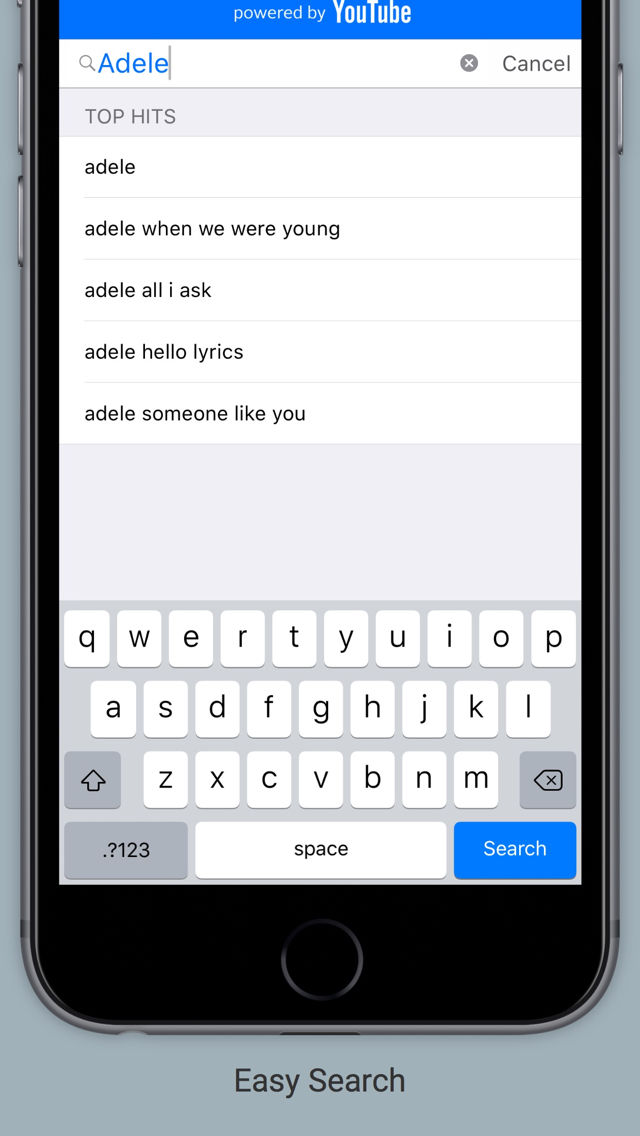 powered by YouTube
Adele Cancel
TOP HITS
adele
adele when we were young
adele all i ask
adele hello lyrics
adele someone like you
q w e r t y u i o p
a s d f g h j k l
z x c v b n m
.?123 space Search
Easy Search